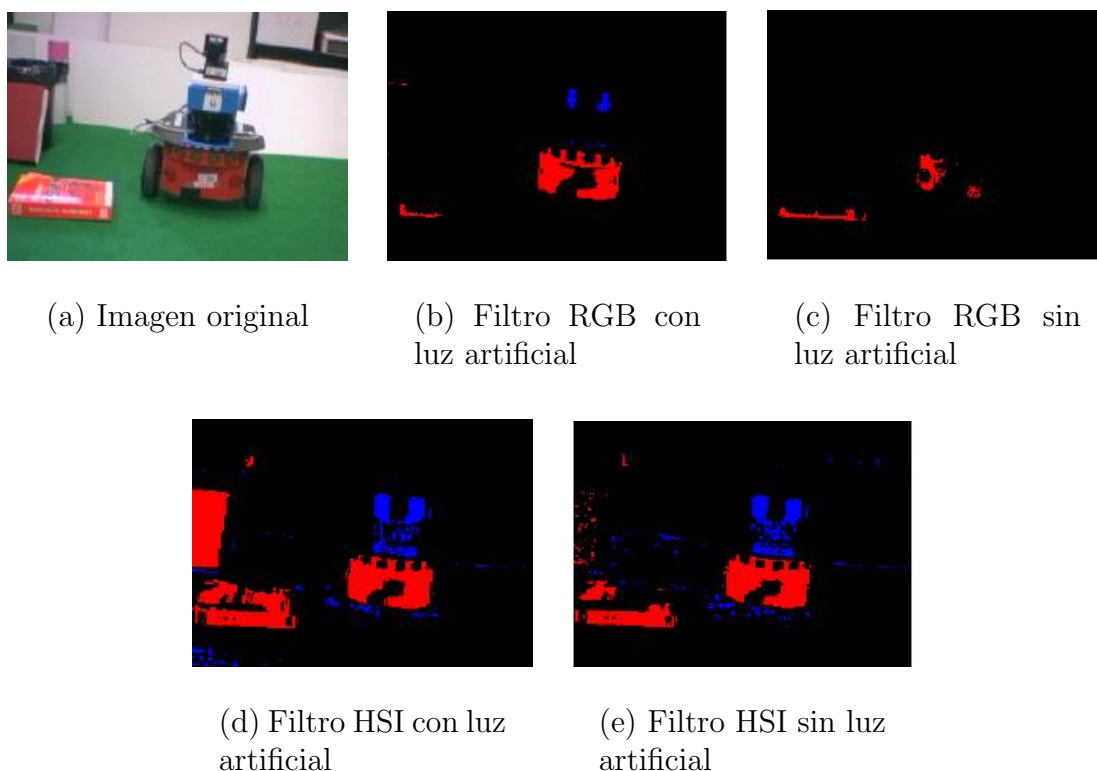 (a) Imagen original
(b) Filtro RGB con
luz artificial
(c) Filtro RGB sin
luz artificial
(d) Filtro HSI con luz
artificial
(e) Filtro HSI sin luz
artificial